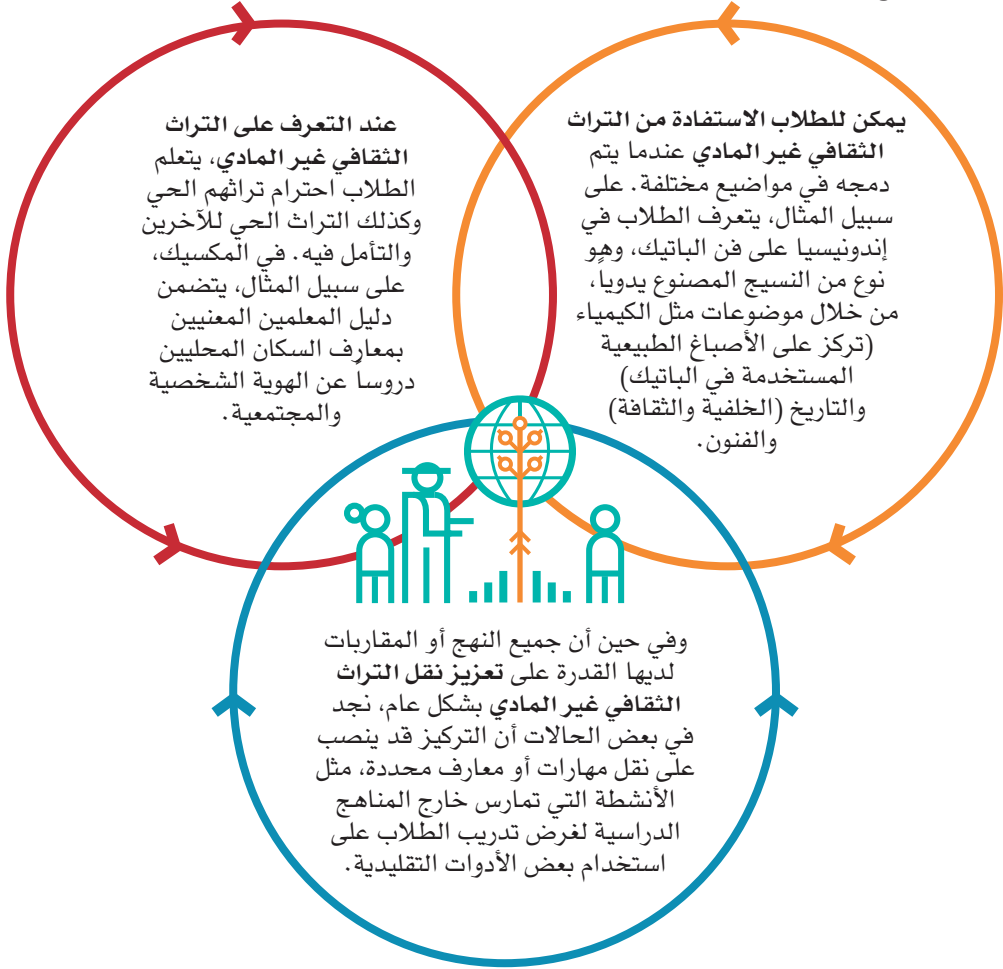 يمكن للطلاب الاستفادة من التراث
الثقافي غير المادي عندما يتم
دمجه في مواضيع مختلفة. على
سبيل المثال، يتعرف الطلاب في
إندونيسيا على فن الباتيك، وهو
نوع من النسيج المصنوع يدوياً،
من خلال موضوعات مثل الكيمياء
(تركز على الأصباغ الطبيعية
المستخدمة في الباتيك)
والتاريخ (الخلفية والثقافة)
والفنون.
عند التعرف على التراث
الثقافي غير المادي، يتعلم
الطلاب احترام تراثهم الحي
وكذلك التراث الحي للآخرين
والتأمل فيه. في المكسيك،
على سبيل المثال، يتضمن
دليل المعلمين المعنيين
بمعارف السكان المحليين
دروساً عن الهوية الشخصية
والمجتمعية.
وفي حين أن جميع النهج أو المقاربات
لديها القدرة على تعزيز نقل التراث
الثقافي غير المادي بشكل عام، نجد
في بعض الحالات أن التركيز قد ينصب
على نقل مهارات أو معارف محددة، مثل
الأنشطة التي تمارس خارج المناهج
الدراسية لغرض تدريب الطلاب على
استخدام بعض الأدوات التقليدية.